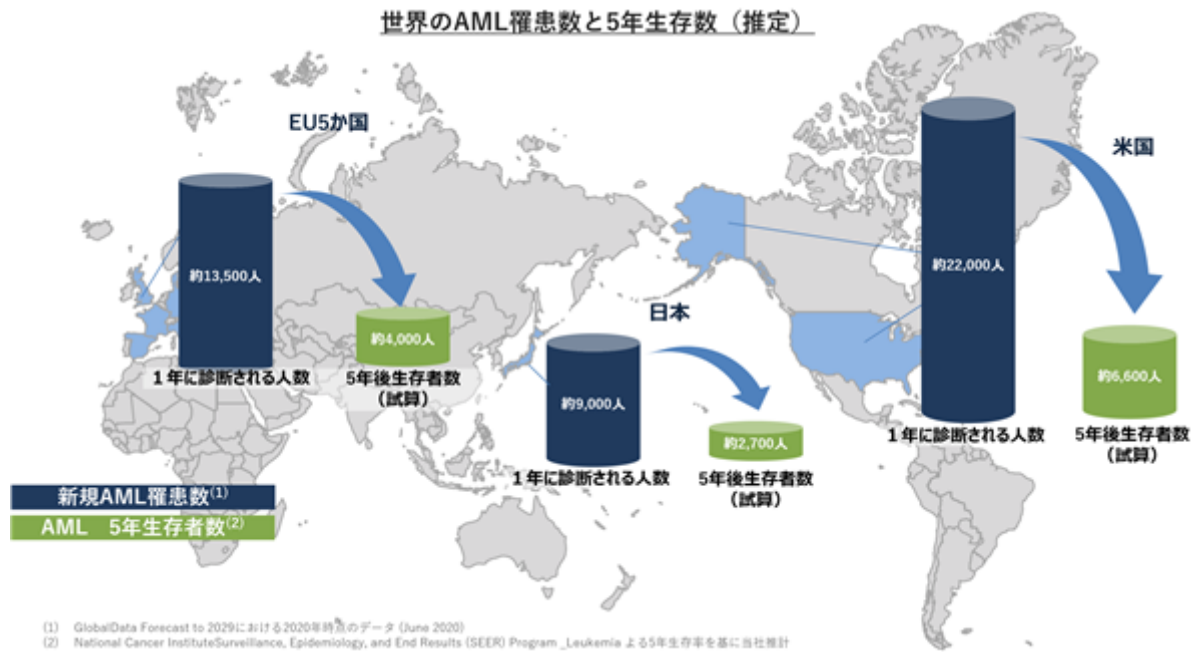 世界のAML罹患数と5年生存数（推定）
EU5か国
約13,500人
1年に診断される人数
約4,000人
5年後生存者数
（試算）
日本
約9,000人
1年に診断される人数
約2,700人
5年後生存者数
（試算）
米国
約22,000人
1年に診断される人数
約6,600人
5年後生存者数
（試算）
新規AML罹患数(1)
AML 5年生存者数(2)
(1) GlobalData Forecast to 2029における2020年時点のデータ (June 2020)
(2) National Cancer InstituteSurveillance, Epidemiology, and End Results (SEER) Program _Leukemia よる5年生存率を基に当社推計